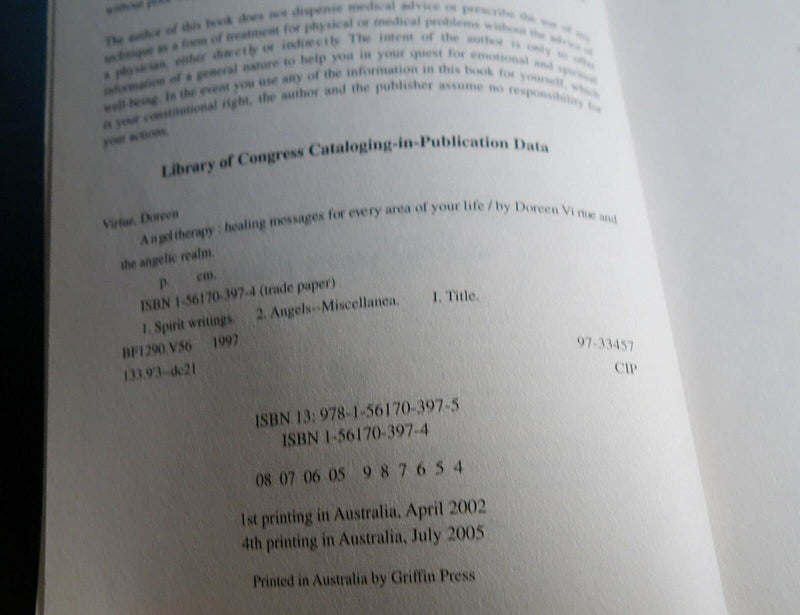 without prior
The author of this book does not dispense medical advice or prescribe the use of any
technique as a form of treatment for physical or medical problems without the advice of
a physician, either directly or indirectly. The intent of the author is only to offer
information of a general nature to help you in your quest for emotional and spiritual
well-being. In the event you use any of the information in this book for yourself, which
is your constitutional right, the author and the publisher assume no responsibility for
your actions.
Library of Congress Cataloging-in-Publication Data
Virtue, Doreen
Angel therapy : healing messages for every area of your life / by Doreen Virtue and
the angelic realm.
p. cm.
ISBN 1-56170-397-4 (trade paper)
1. Spirit writings. 2. Angels--Miscellanea. I. Title.
BF1290.V56 1997 97-33457
133.9'3--dc21 CIP
ISBN 13: 978-1-56170-397-5
ISBN 1-56170-397-4
08 07 06 05 9 8 7 6 5 4
1st printing in Australia, April 2002
4th printing in Australia, July 2005
Printed in Australia by Griffin Press